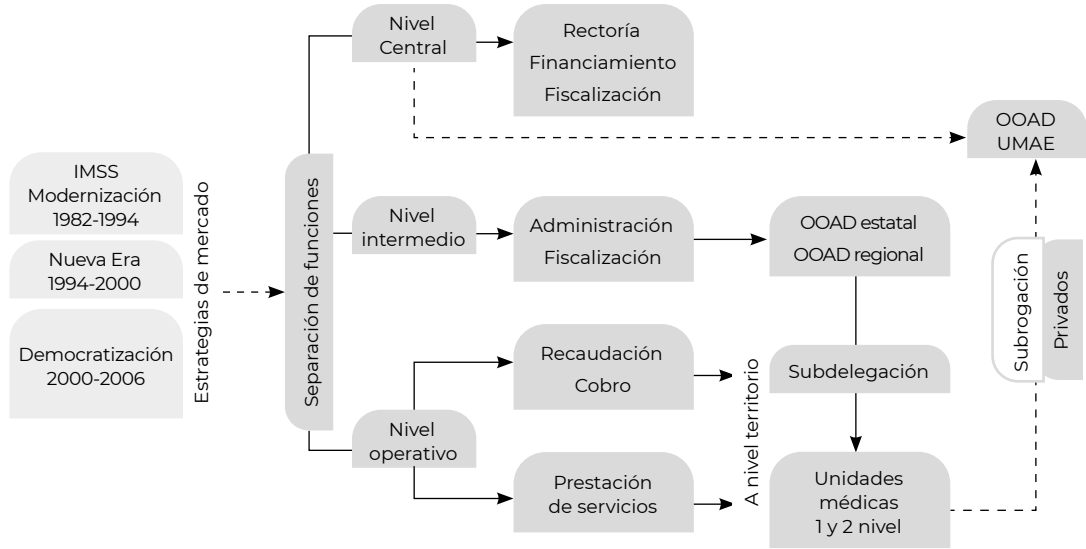 IMSS
Modernización
1982-1994
Nueva Era
1994-2000
Democratización
2000-2006
Estrategias de mercado
Separación de funciones
Nivel
Central
Rectoría
Financiamiento
Fiscalización
Nivel
intermedio
Administración
Fiscalización
Nivel
operativo
Recaudación
Cobro
Prestación
de servicios
A nivel territorio
OOAD estatal
OOAD regional
Subdelegación
Unidades
médicas
1 y 2 nivel
OOAD
UMAE
Subrogación
Privados